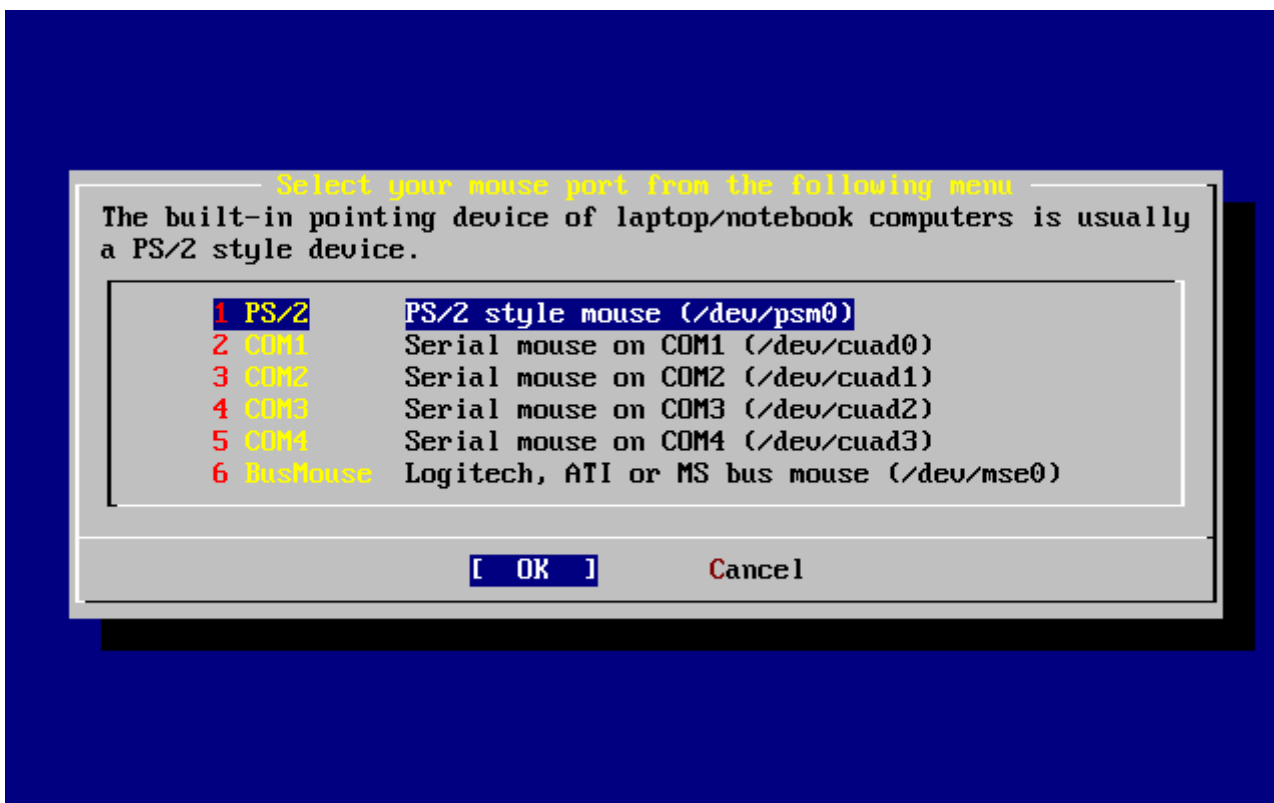 Select your mouse port from the following menu
The built-in pointing device of laptop/notebook computers is usually
a PS/2 style device.
1 PS/2 PS/2 style mouse (/dev/psm0)
2 COM1 Serial mouse on COM1 (/dev/cuad0)
3 COM2 Serial mouse on COM2 (/dev/cuad1)
4 COM3 Serial mouse on COM3 (/dev/cuad2)
5 COM4 Serial mouse on COM4 (/dev/cuad3)
6 BusMouse Logitech, ATI or MS bus mouse (/dev/mse0)
[ OK ] Cancel